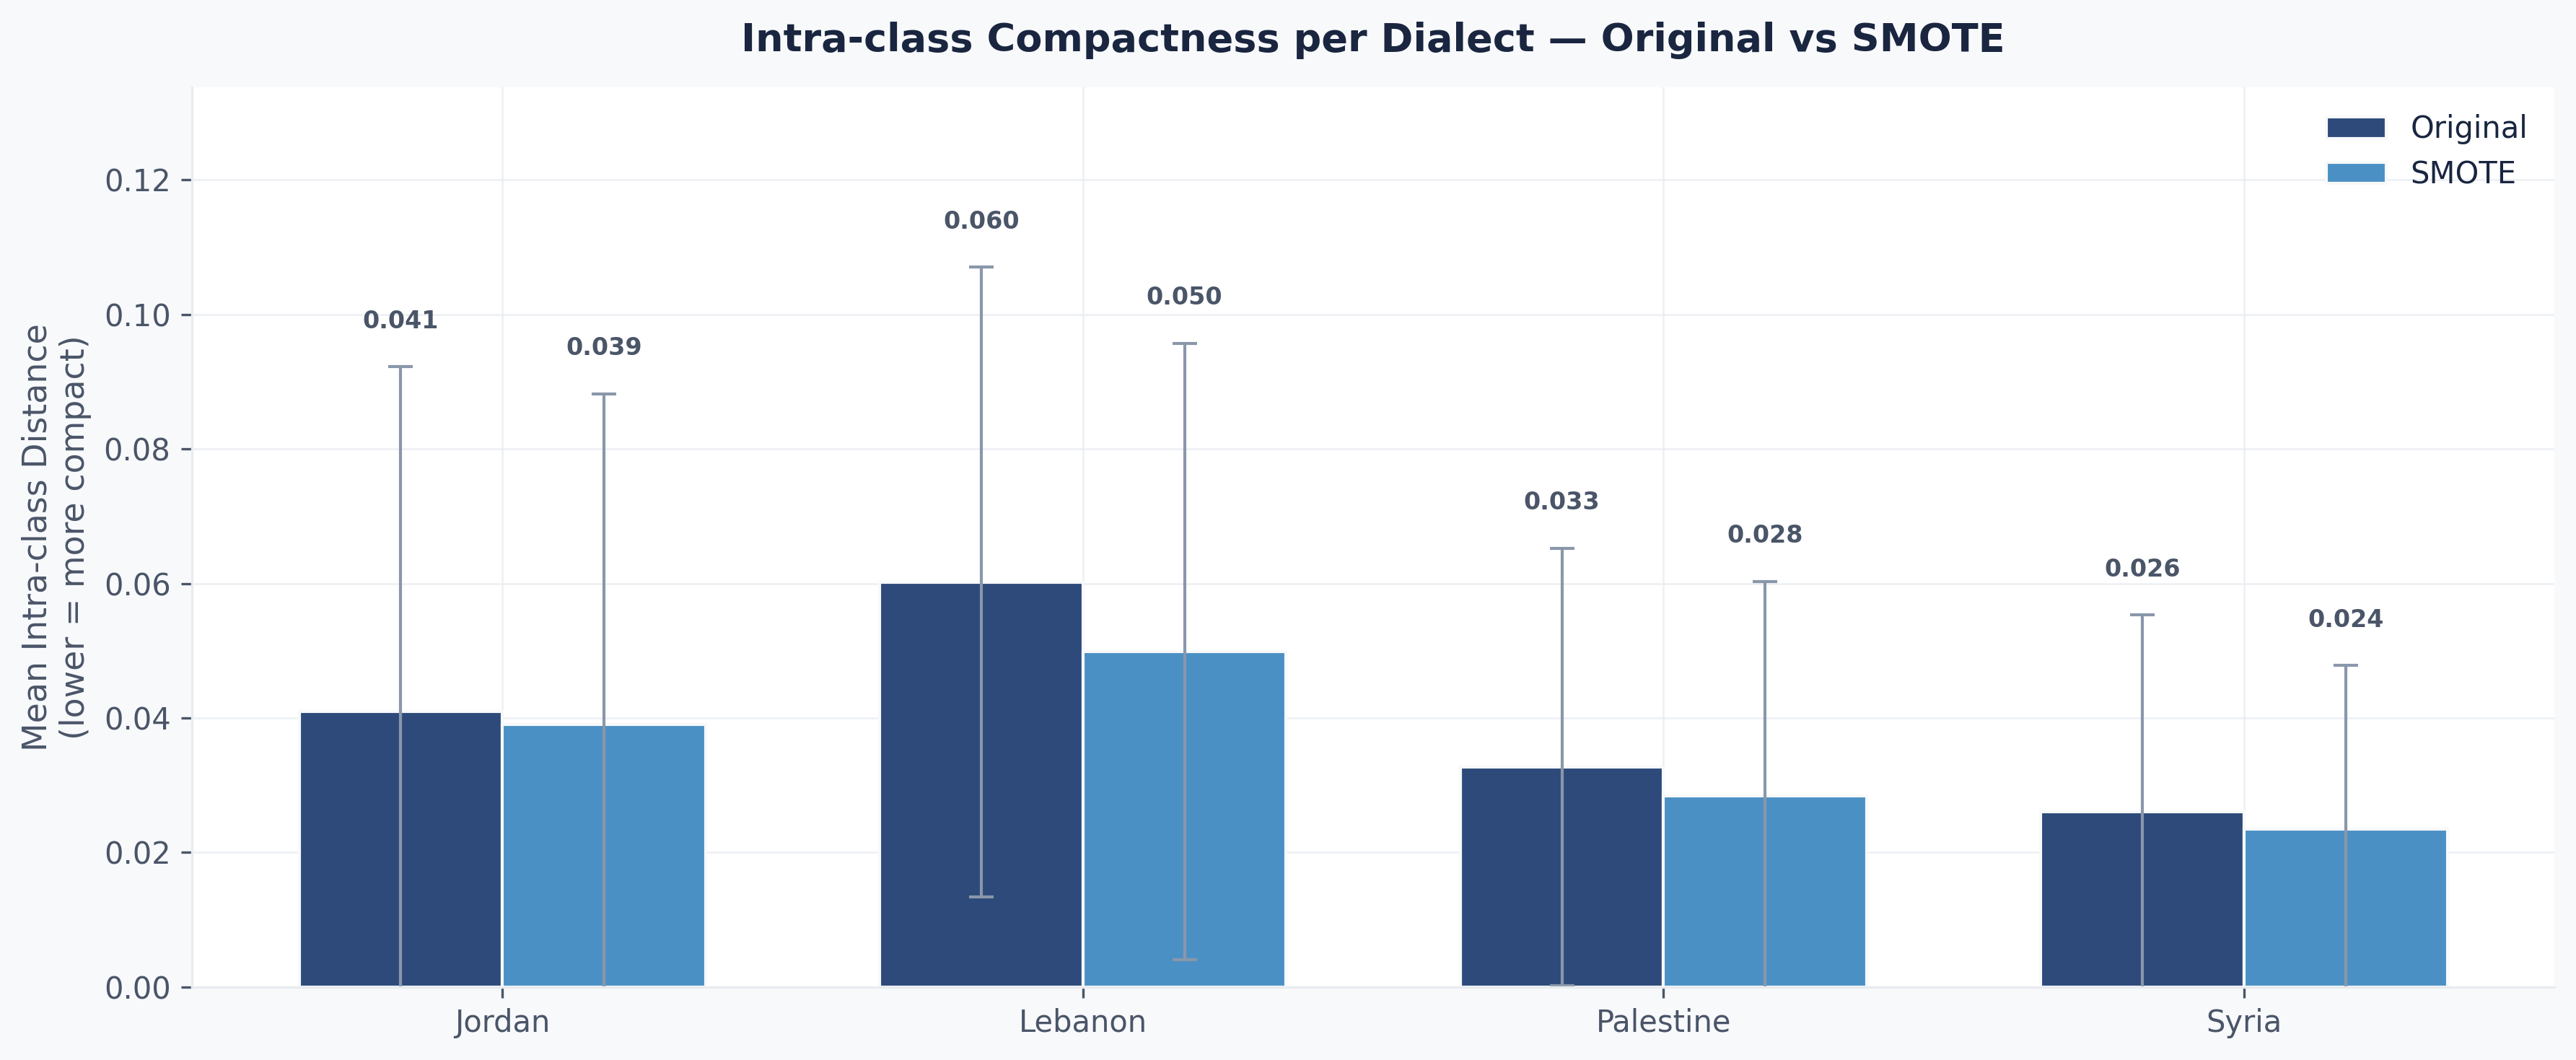 Intra-class Compactness per Dialect — Original vs SMOTE
Original
SMOTE
Mean Intra-class Distance
(lower = more compact)
0.12
0.10
0.08
0.06
0.04
0.02
0.00
0.041
0.039
0.060
0.050
0.033
0.028
0.026
0.024
Jordan
Lebanon
Palestine
Syria